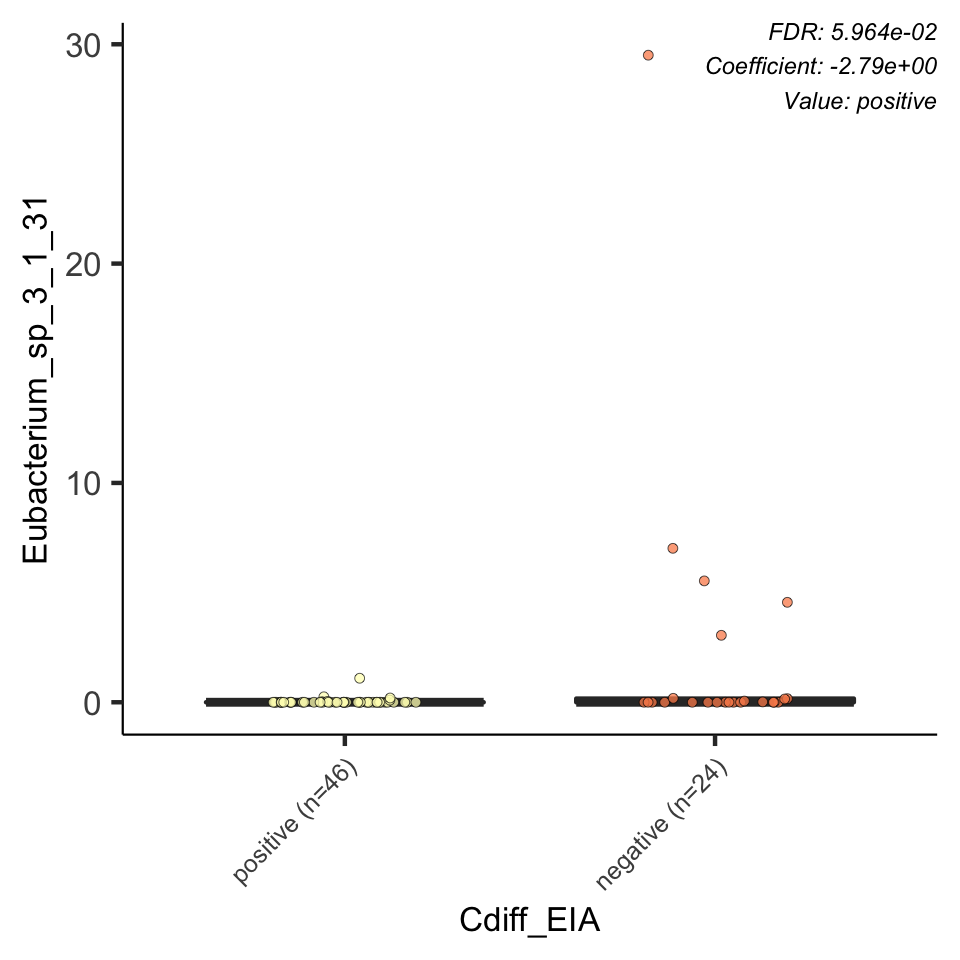 FDR: 5.964e-02
Coefficient: -2.79e+00
Value: positive
Eubacterium_sp_3_1_31
30
20
10
0
positive (n=46)
negative (n=24)
Cdiff_EIA